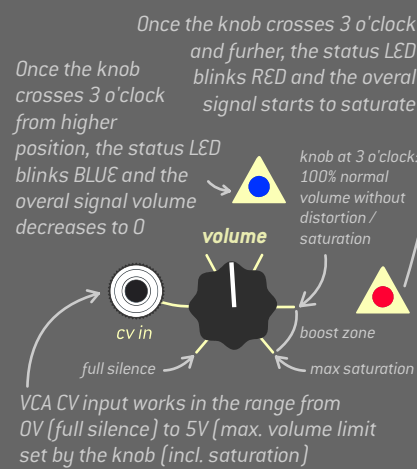 Once the knob crosses 3 o'clock
and furher, the status LED
blinks RED and the overal
signal starts to saturate
Once the knob
crosses 3 o'clock
from higher
position, the status LED
blinks BLUE and the
overal signal volume
decreases to 0
knob at 3 o'clock:
100% normal
volume without
distortion /
saturation
volume
cv in
boost zone
full silence
max saturation
VCA CV input works in the range from
0V (full silence) to 5V (max. volume limit
set by the knob (incl. saturation)